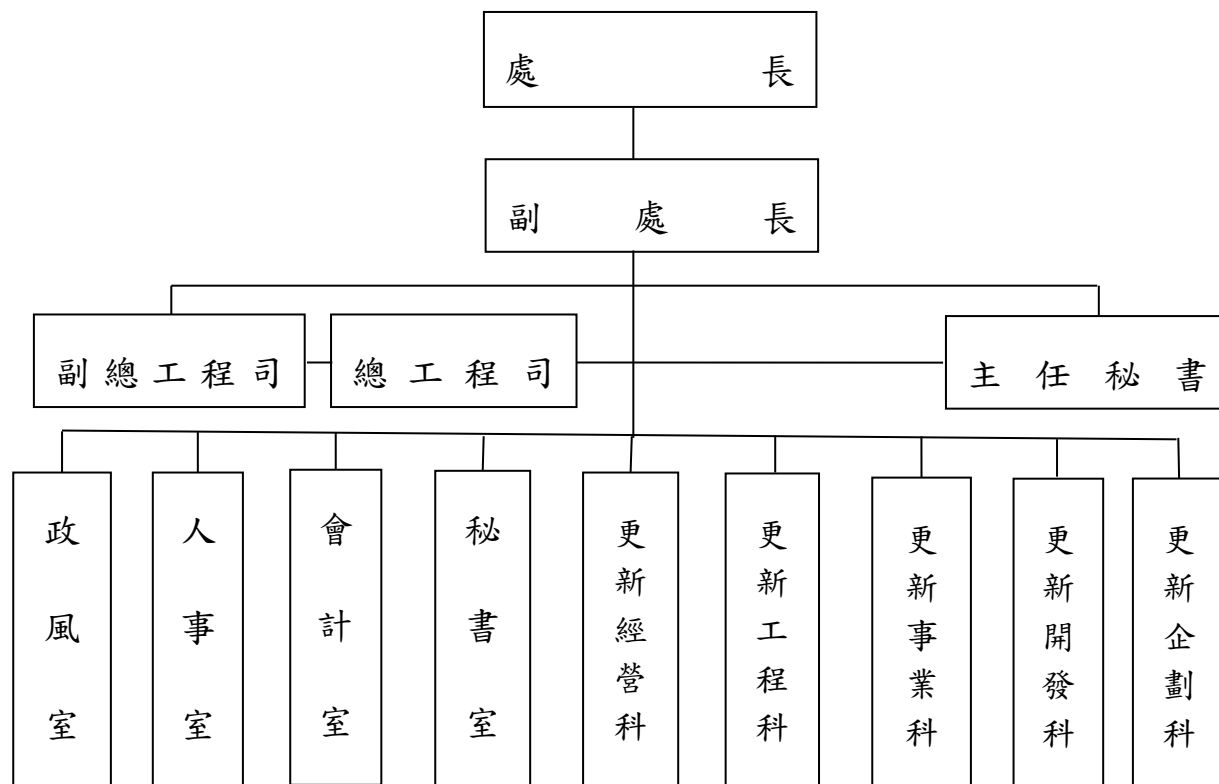 處長
副處長
副總工程司
總工程司
主任秘書
政風室
人事室
會計室
秘書室
更新經營科
更新工程科
更新事業科
更新開發科
更新企劃科